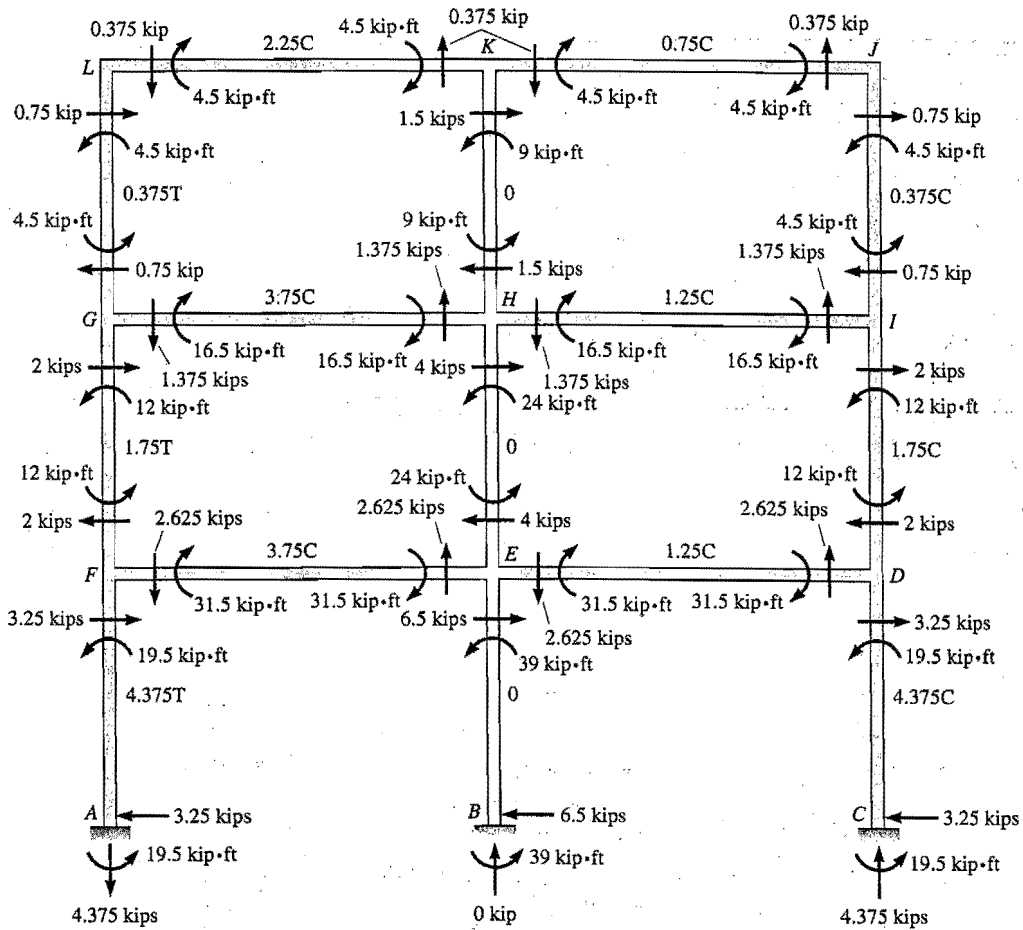 0.375 kip
4.5 kip•ft
0.375 kip
0.375 kip
L
2.25C
K
0.75C
J
4.5 kip•ft
4.5 kip•ft
4.5 kip•ft
0.75 kip
1.5 kips
0.75 kip
4.5 kip•ft
9 kip•ft
4.5 kip•ft
0.375T
0
0.375C
4.5 kip•ft
9 kip•ft
4.5 kip•ft
1.375 kips
1.375 kips
0.75 kip
1.5 kips
0.75 kip
G
3.75C
H
1.25C
I
16.5 kip•ft
16.5 kip•ft
16.5 kip•ft
16.5 kip•ft
2 kips
1.375 kips
4 kips
1.375 kips
2 kips
12 kip•ft
24 kip•ft
12 kip•ft
1.75T
0
1.75C
12 kip•ft
24 kip•ft
12 kip•ft
2 kips
2.625 kips
2.625 kips
4 kips
2.625 kips
2 kips
F
3.75C
E
1.25C
D
31.5 kip•ft
31.5 kip•ft
31.5 kip•ft
31.5 kip•ft
3.25 kips
6.5 kips
2.625 kips
3.25 kips
19.5 kip•ft
39 kip•ft
19.5 kip•ft
4.375T
0
4.375C
A
3.25 kips
B
6.5 kips
C
3.25 kips
19.5 kip•ft
39 kip•ft
19.5 kip•ft
4.375 kips
0 kip
4.375 kips